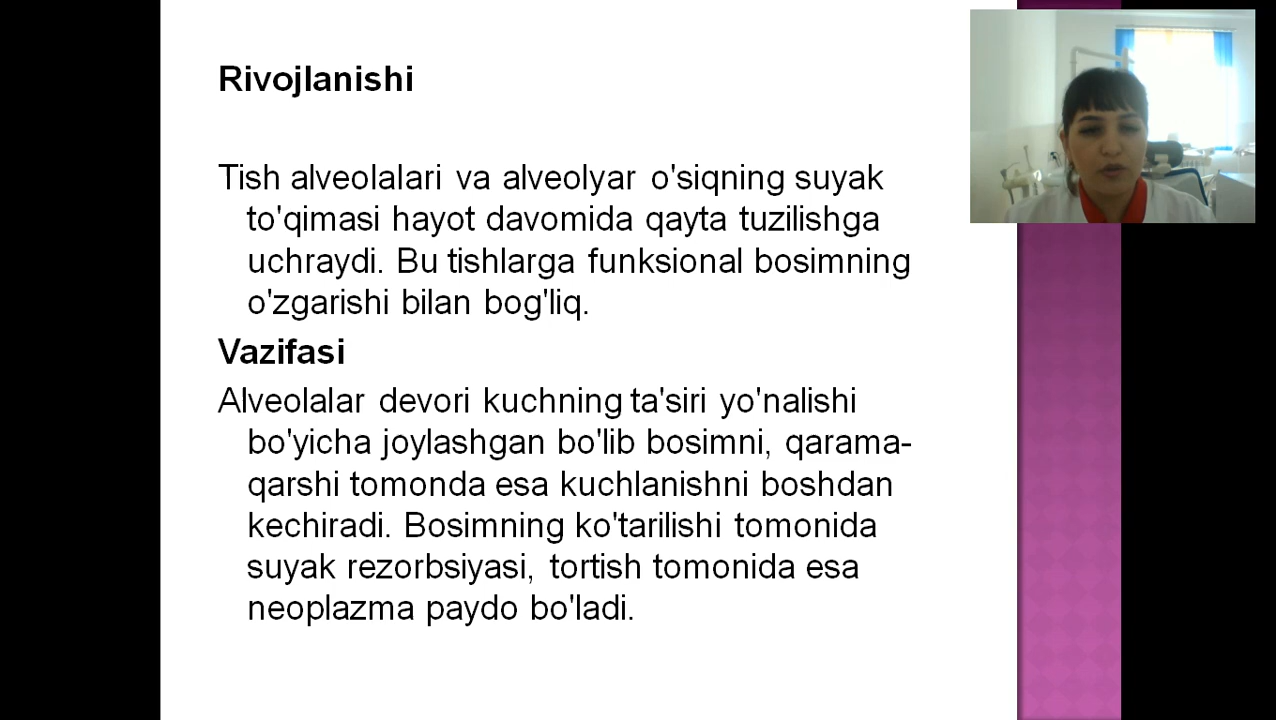 Rivojlanishi
Tish alveolalari va alveolyar o'siqning suyak
to'qimasi hayot davomida qayta tuzilishga
uchraydi. Bu tishlarga funksional bosimning
o'zgarishi bilan bog'liq.
Vazifasi
Alveolalar devori kuchning ta'siri yo'nalishi
bo'yicha joylashgan bo'lib bosimni, qarama-
qarshi tomonda esa kuchlanishni boshdan
kechiradi. Bosimning ko'tarilishi tomonida
suyak rezorbsiyasi, tortish tomonida esa
neoplazma paydo bo'ladi.